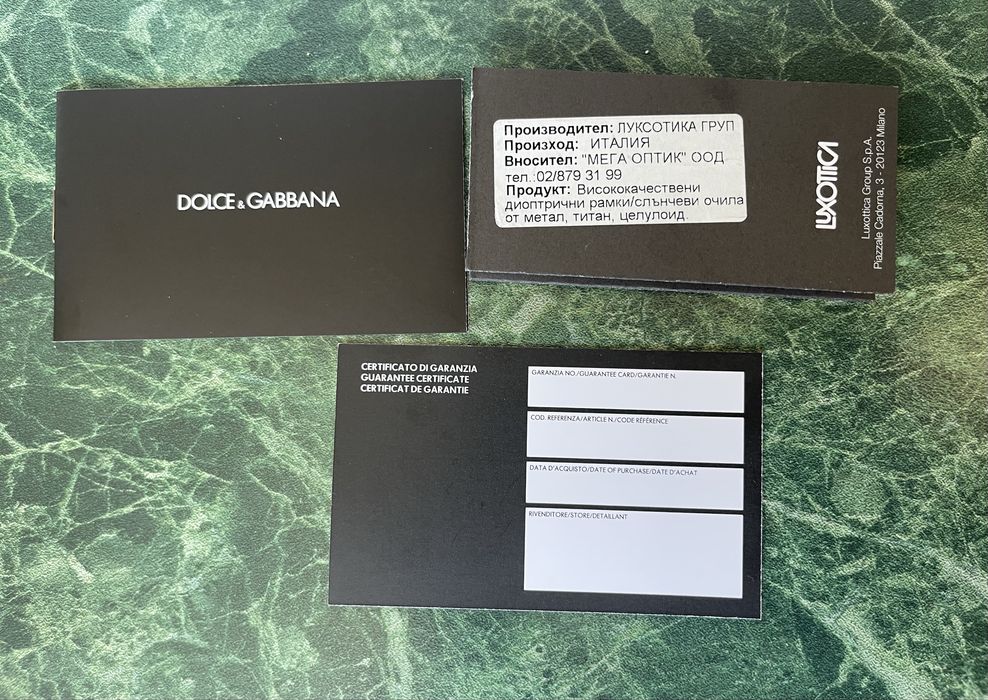 DOLCE & GABBANA
Производител: ЛУКСОТИКА ГРУП
Произход: ИТАЛИЯ
Вносител: "МЕГА ОПТИК" ООД
тел.:02/879 31 99
Продукт: Висококачествени
диоптрични рамки/слънчеви очила
от метал, титан, целулоид.
LUXOTTICA
Luxottica Group S.p.A.
Piazzale Cadorna, 3 - 20123 Milano
CERTIFICATO DI GARANZIA
GUARANTEE CERTIFICATE
CERTIFICAT DE GARANTIE
GARANZIA NO./GUARANTEE CARD/GARANTIE N.
COD. REFERENZA/ARTICLE N./CODE RÉFÉRENCE
DATA D'ACQUISTO/DATE OF PURCHASE/DATE D'ACHAT
RIVENDITORE/STORE/DETAILLANT